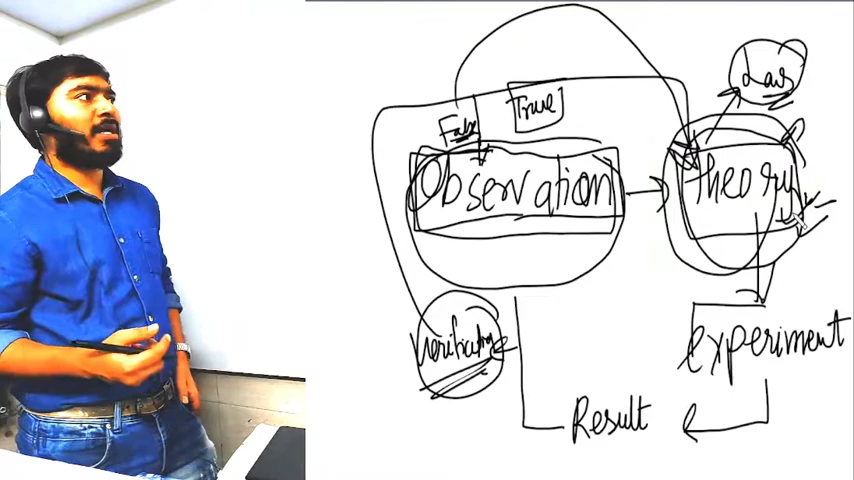 Law
True
False
Observation
Theory
Verification
experiment
Result